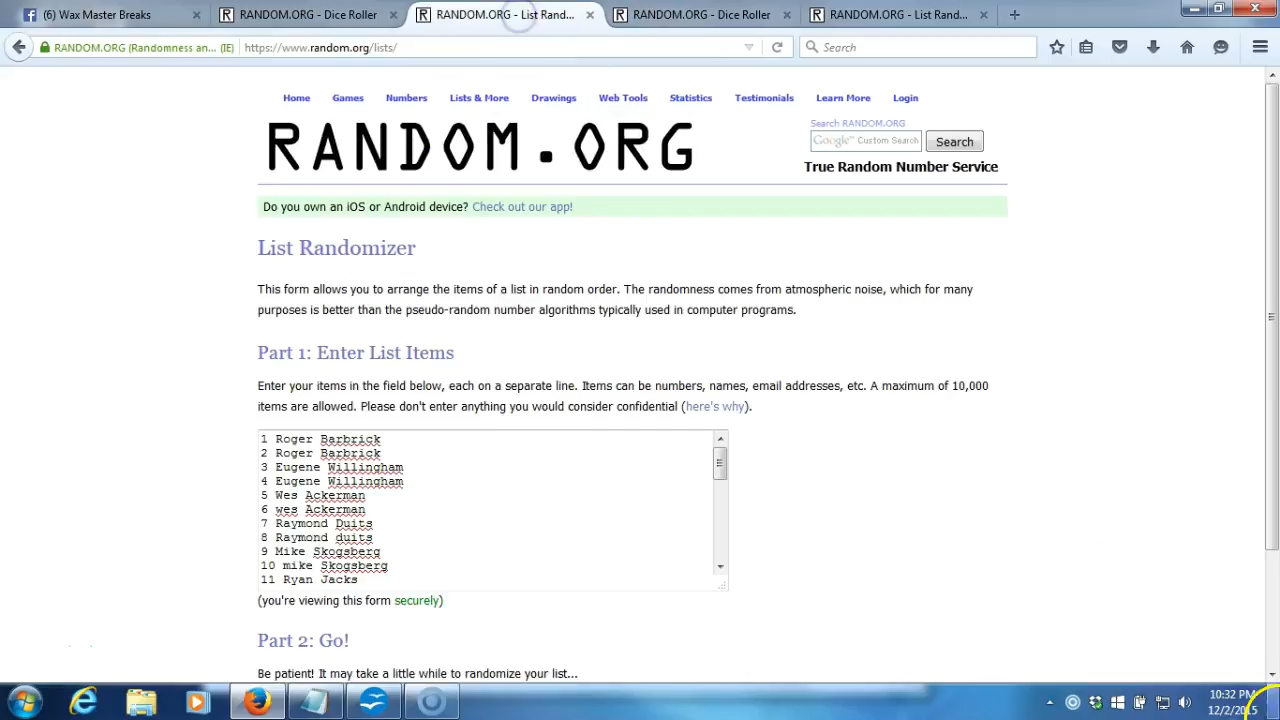 (6) Wax Master Breaks
RANDOM.ORG - Dice Roller
RANDOM.ORG - List Rand...
RANDOM.ORG - Dice Roller
RANDOM.ORG - List Ran...
RANDOM.ORG (Randomness an... (IE)
https://www.random.org/lists/
Search
Home Games Numbers Lists & More Drawings Web Tools Statistics Testimonials Learn More Login
RANDOM.ORG
Search RANDOM.ORG
Google™ Custom Search
Search
True Random Number Service
Do you own an iOS or Android device? Check out our app!
List Randomizer
This form allows you to arrange the items of a list in random order. The randomness comes from atmospheric noise, which for many
purposes is better than the pseudo-random number algorithms typically used in computer programs.
Part 1: Enter List Items
Enter your items in the field below, each on a separate line. Items can be numbers, names, email addresses, etc. A maximum of 10,000
items are allowed. Please don't enter anything you would consider confidential (here's why).
1 Roger Barbrick
2 Roger Barbrick
3 Eugene Willingham
4 Eugene Willingham
5 Wes Ackerman
6 wes Ackerman
7 Raymond Duits
8 Raymond duits
9 Mike Skogsberg
10 mike Skogsberg
11 Ryan Jacks
(you're viewing this form securely)
Part 2: Go!
Be patient! It may take a little while to randomize your list...
10:32 PM
12/2/2015